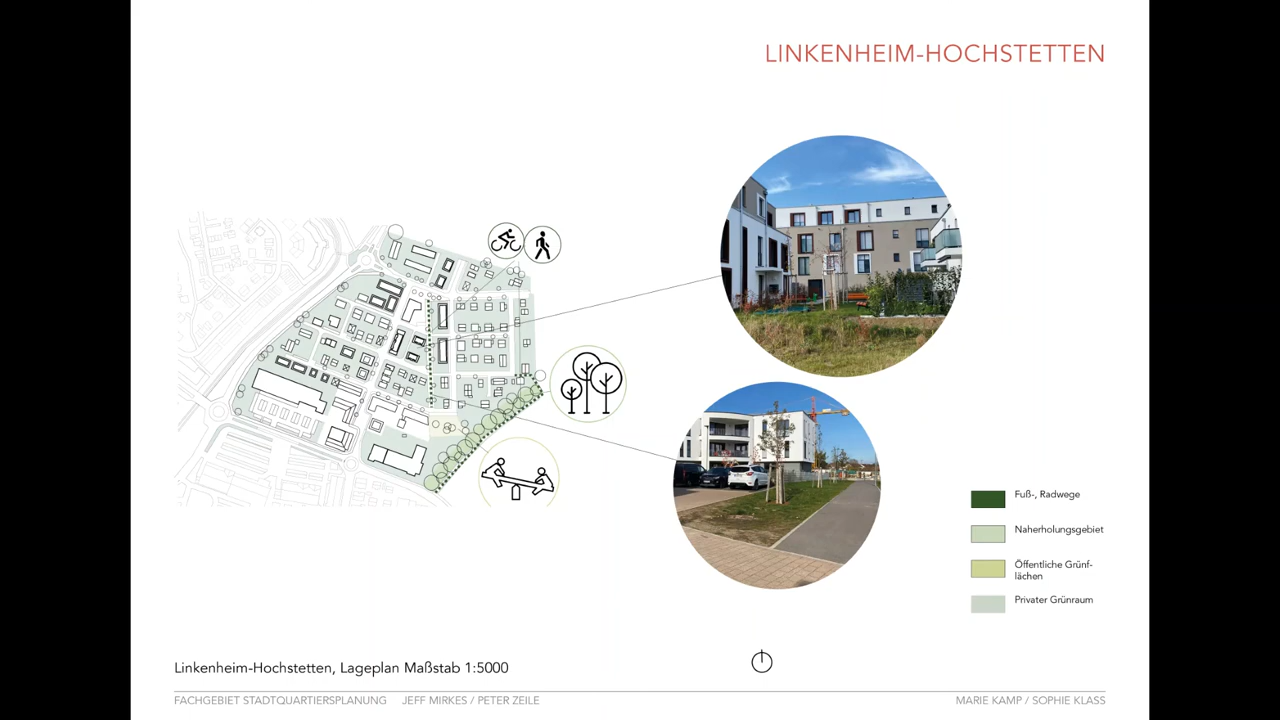 LINKENHEIM-HOCHSTETTEN
Fuß-, Radwege
Naherholungsgebiet
Öffentliche Grünf-
lächen
Privater Grünraum
Linkenheim-Hochstetten, Lageplan Maßstab 1:5000
FACHGEBIET STADTQUARTIERSPLANUNG JEFF MIRKES / PETER ZEILE
MARIE KAMP / SOPHIE KLASS